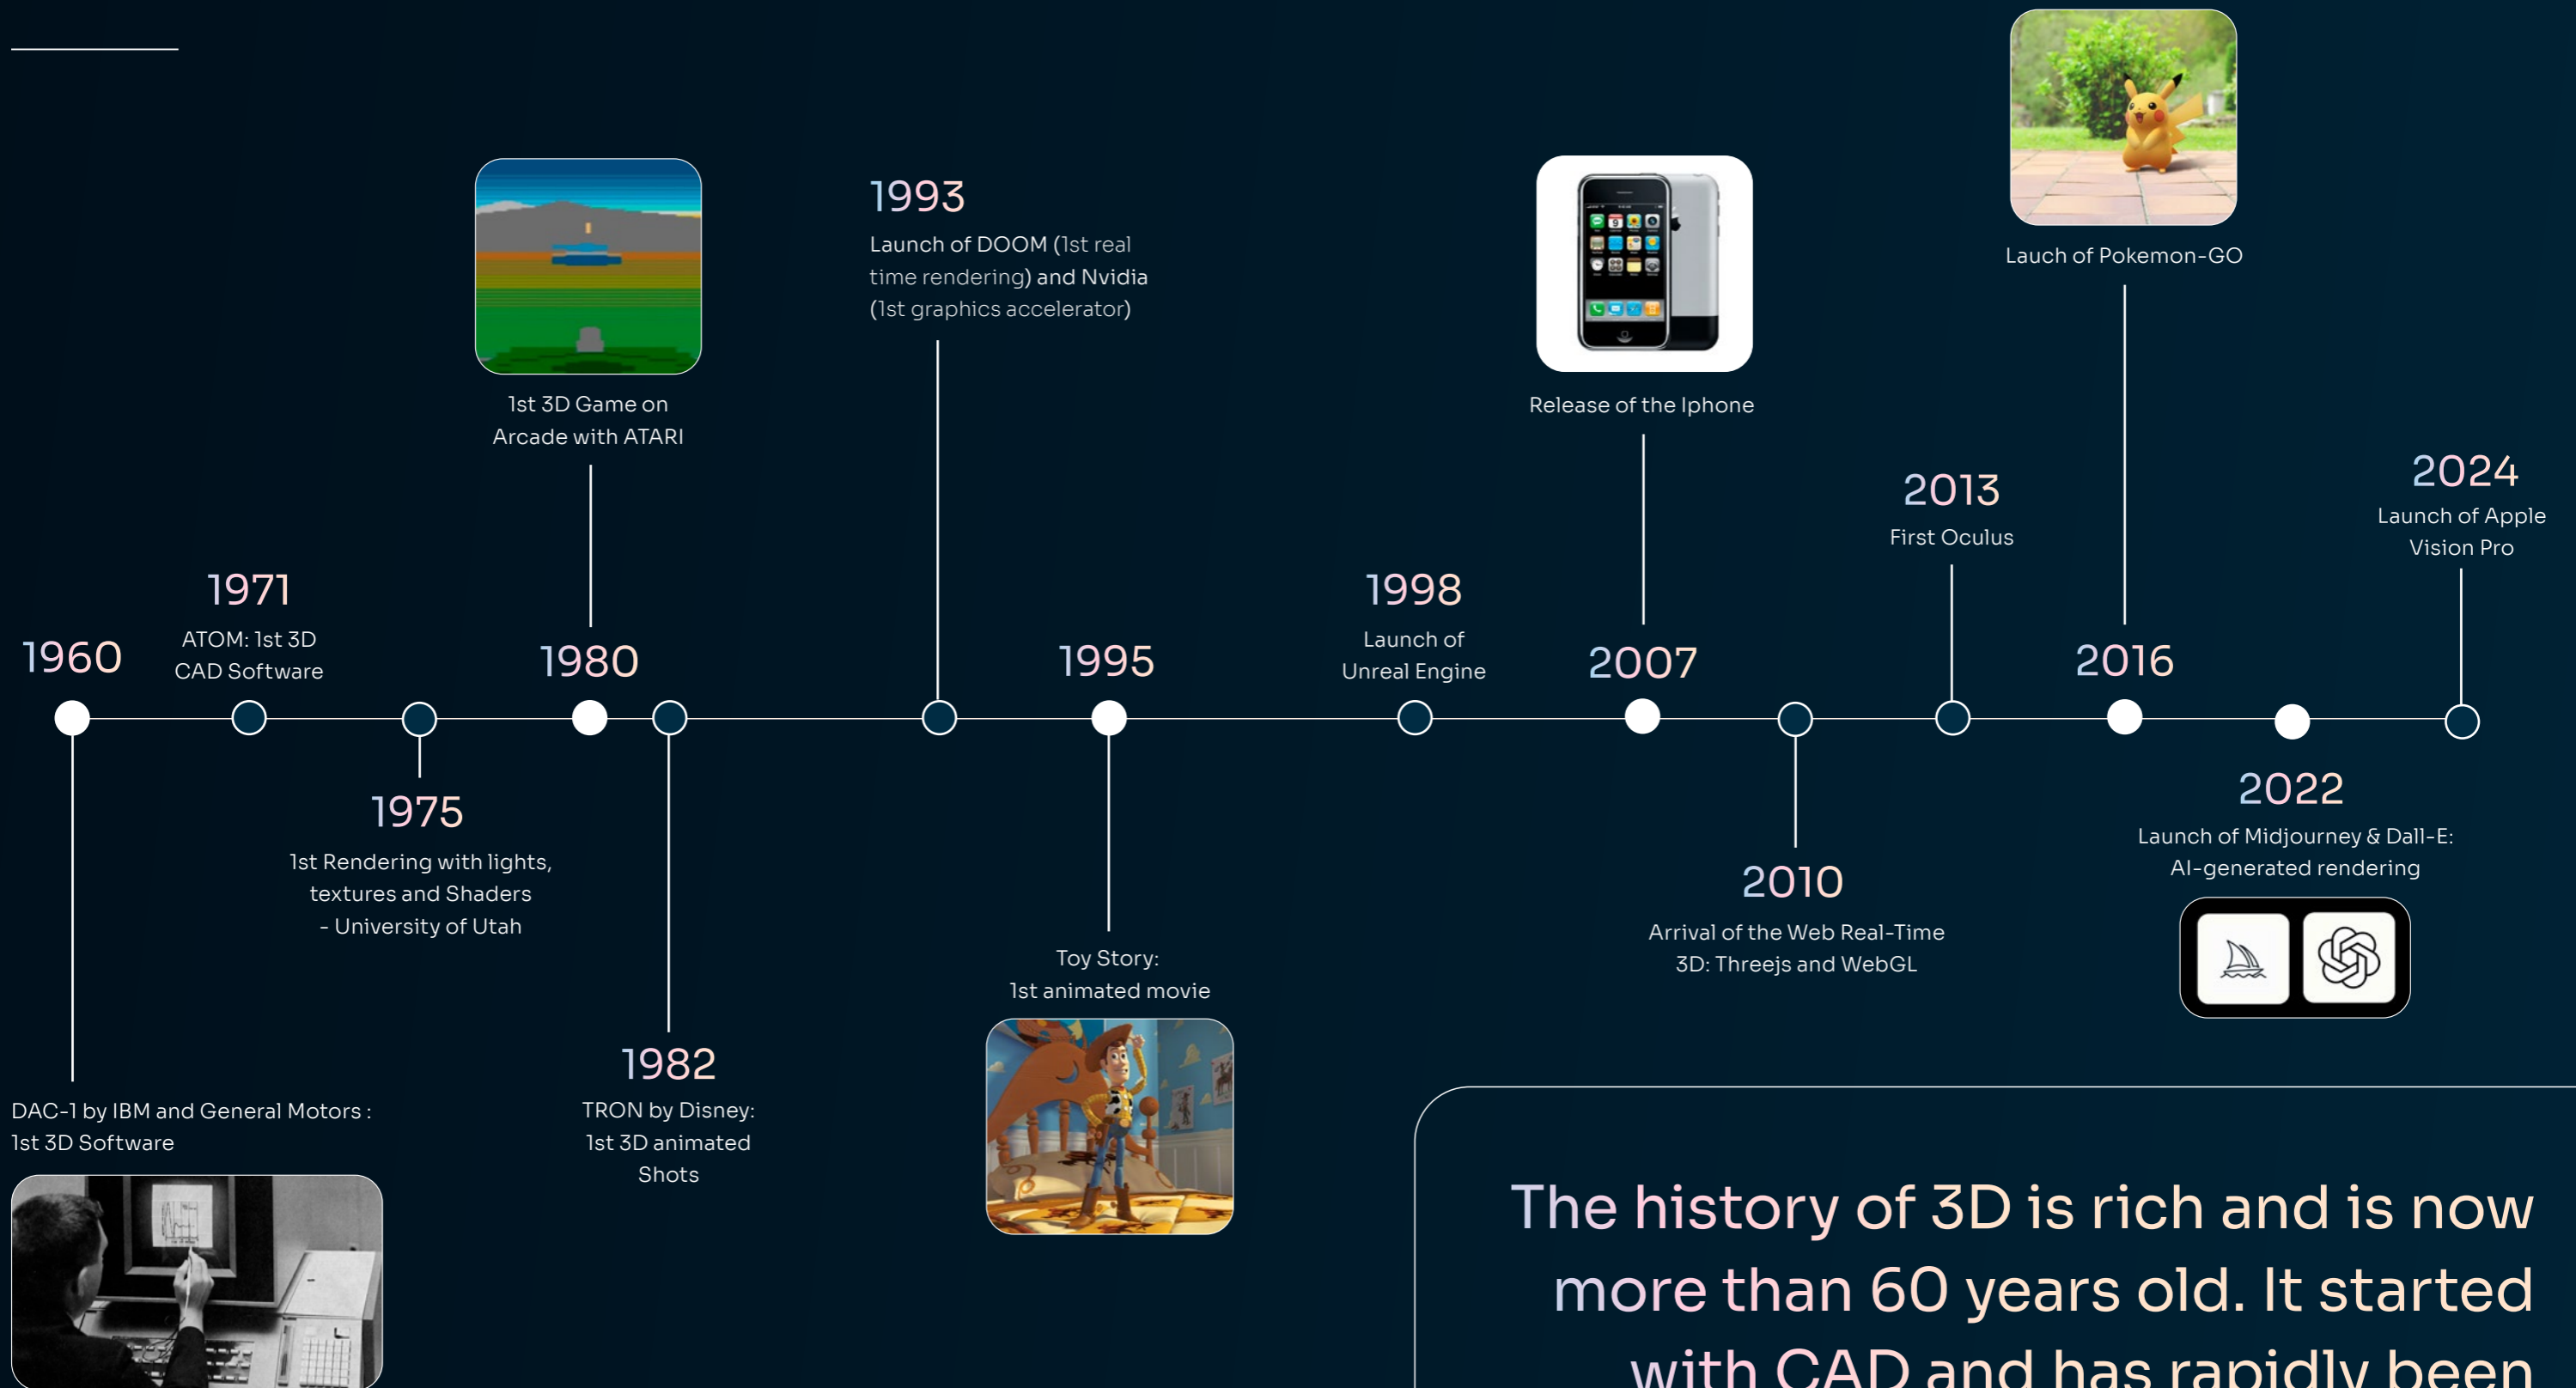 1960
DAC-1 by IBM and General Motors :
1st 3D Software
1971
ATOM: 1st 3D
CAD Software
1975
1st Rendering with lights,
textures and Shaders
- University of Utah
1st 3D Game on
Arcade with ATARI
1980
1982
TRON by Disney:
1st 3D animated
Shots
1993
Launch of DOOM (1st real
time rendering) and Nvidia
(1st graphics accelerator)
1995
Toy Story:
1st animated movie
1998
Launch of
Unreal Engine
Release of the Iphone
2007
2010
Arrival of the Web Real-Time
3D: Threejs and WebGL
2013
First Oculus
Lauch of Pokemon-GO
2016
2022
Launch of Midjourney & Dall-E:
AI-generated rendering
2024
Launch of Apple
Vision Pro
The history of 3D is rich and is now
more than 60 years old. It started
with CAD and has rapidly been